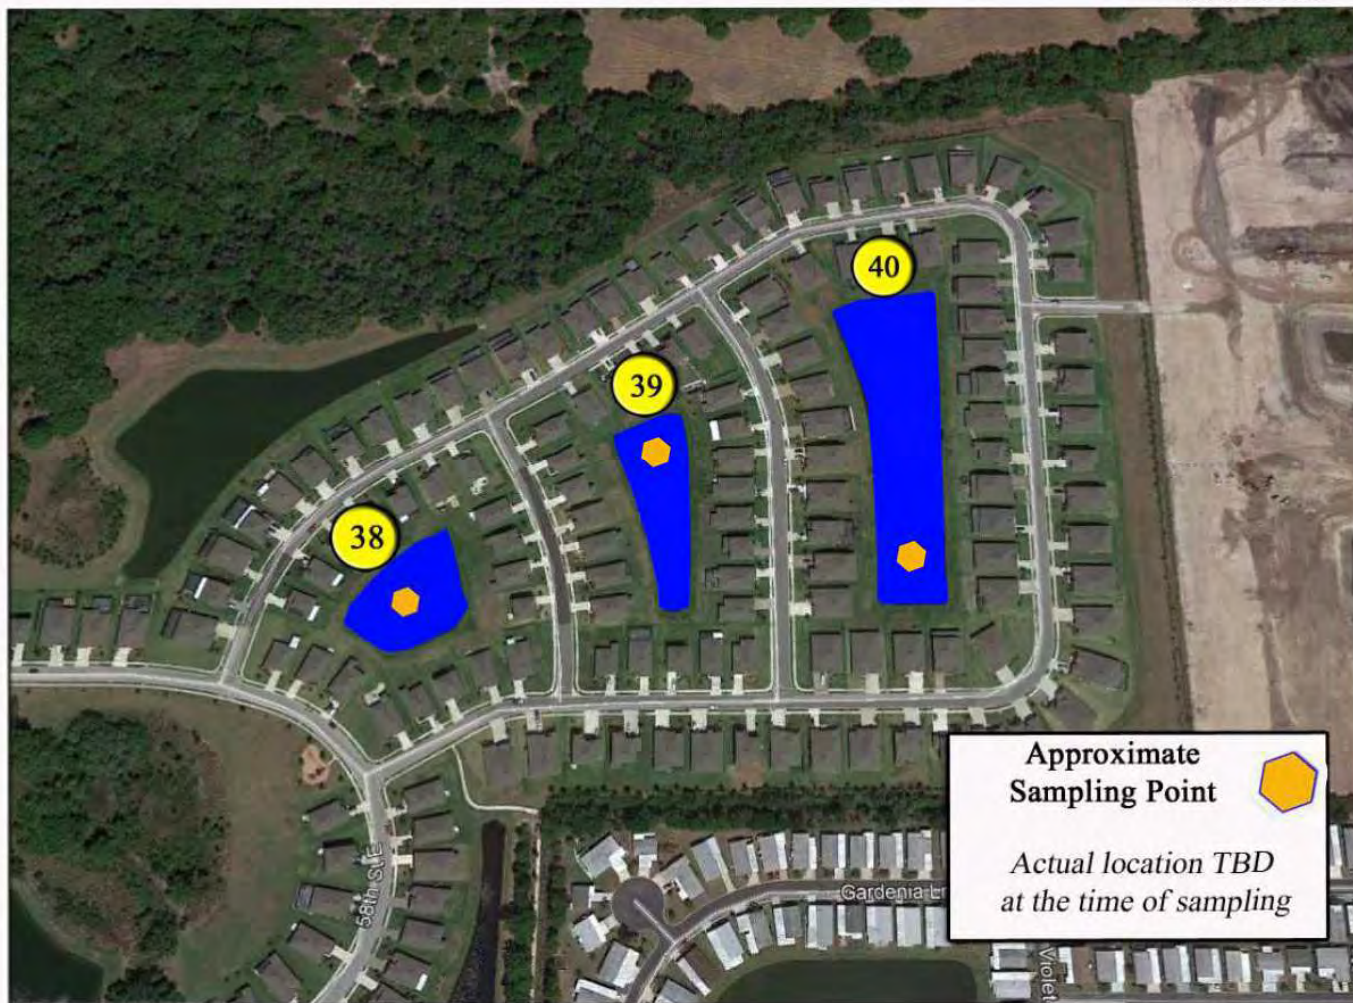 40
39
38
Approximate
Sampling Point
Actual location TBD
at the time of sampling
58th St E
Gardenia Ln
Violet